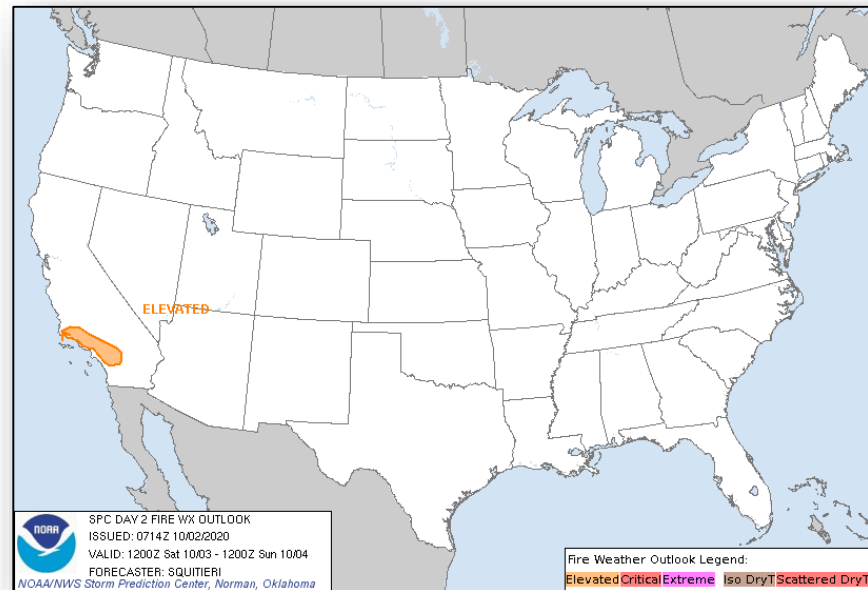 ELEVATED
NOAA
SPC DAY 2 FIRE WX OUTLOOK
ISSUED: 0714Z 10/02/2020
VALID: 1200Z Sat 10/03 - 1200Z Sun 10/04
FORECASTER: SQUITIERI
NOAA/NWS Storm Prediction Center, Norman, Oklahoma
Fire Weather Outlook Legend:
Elevated Critical Extreme Iso DryT Scattered DryT